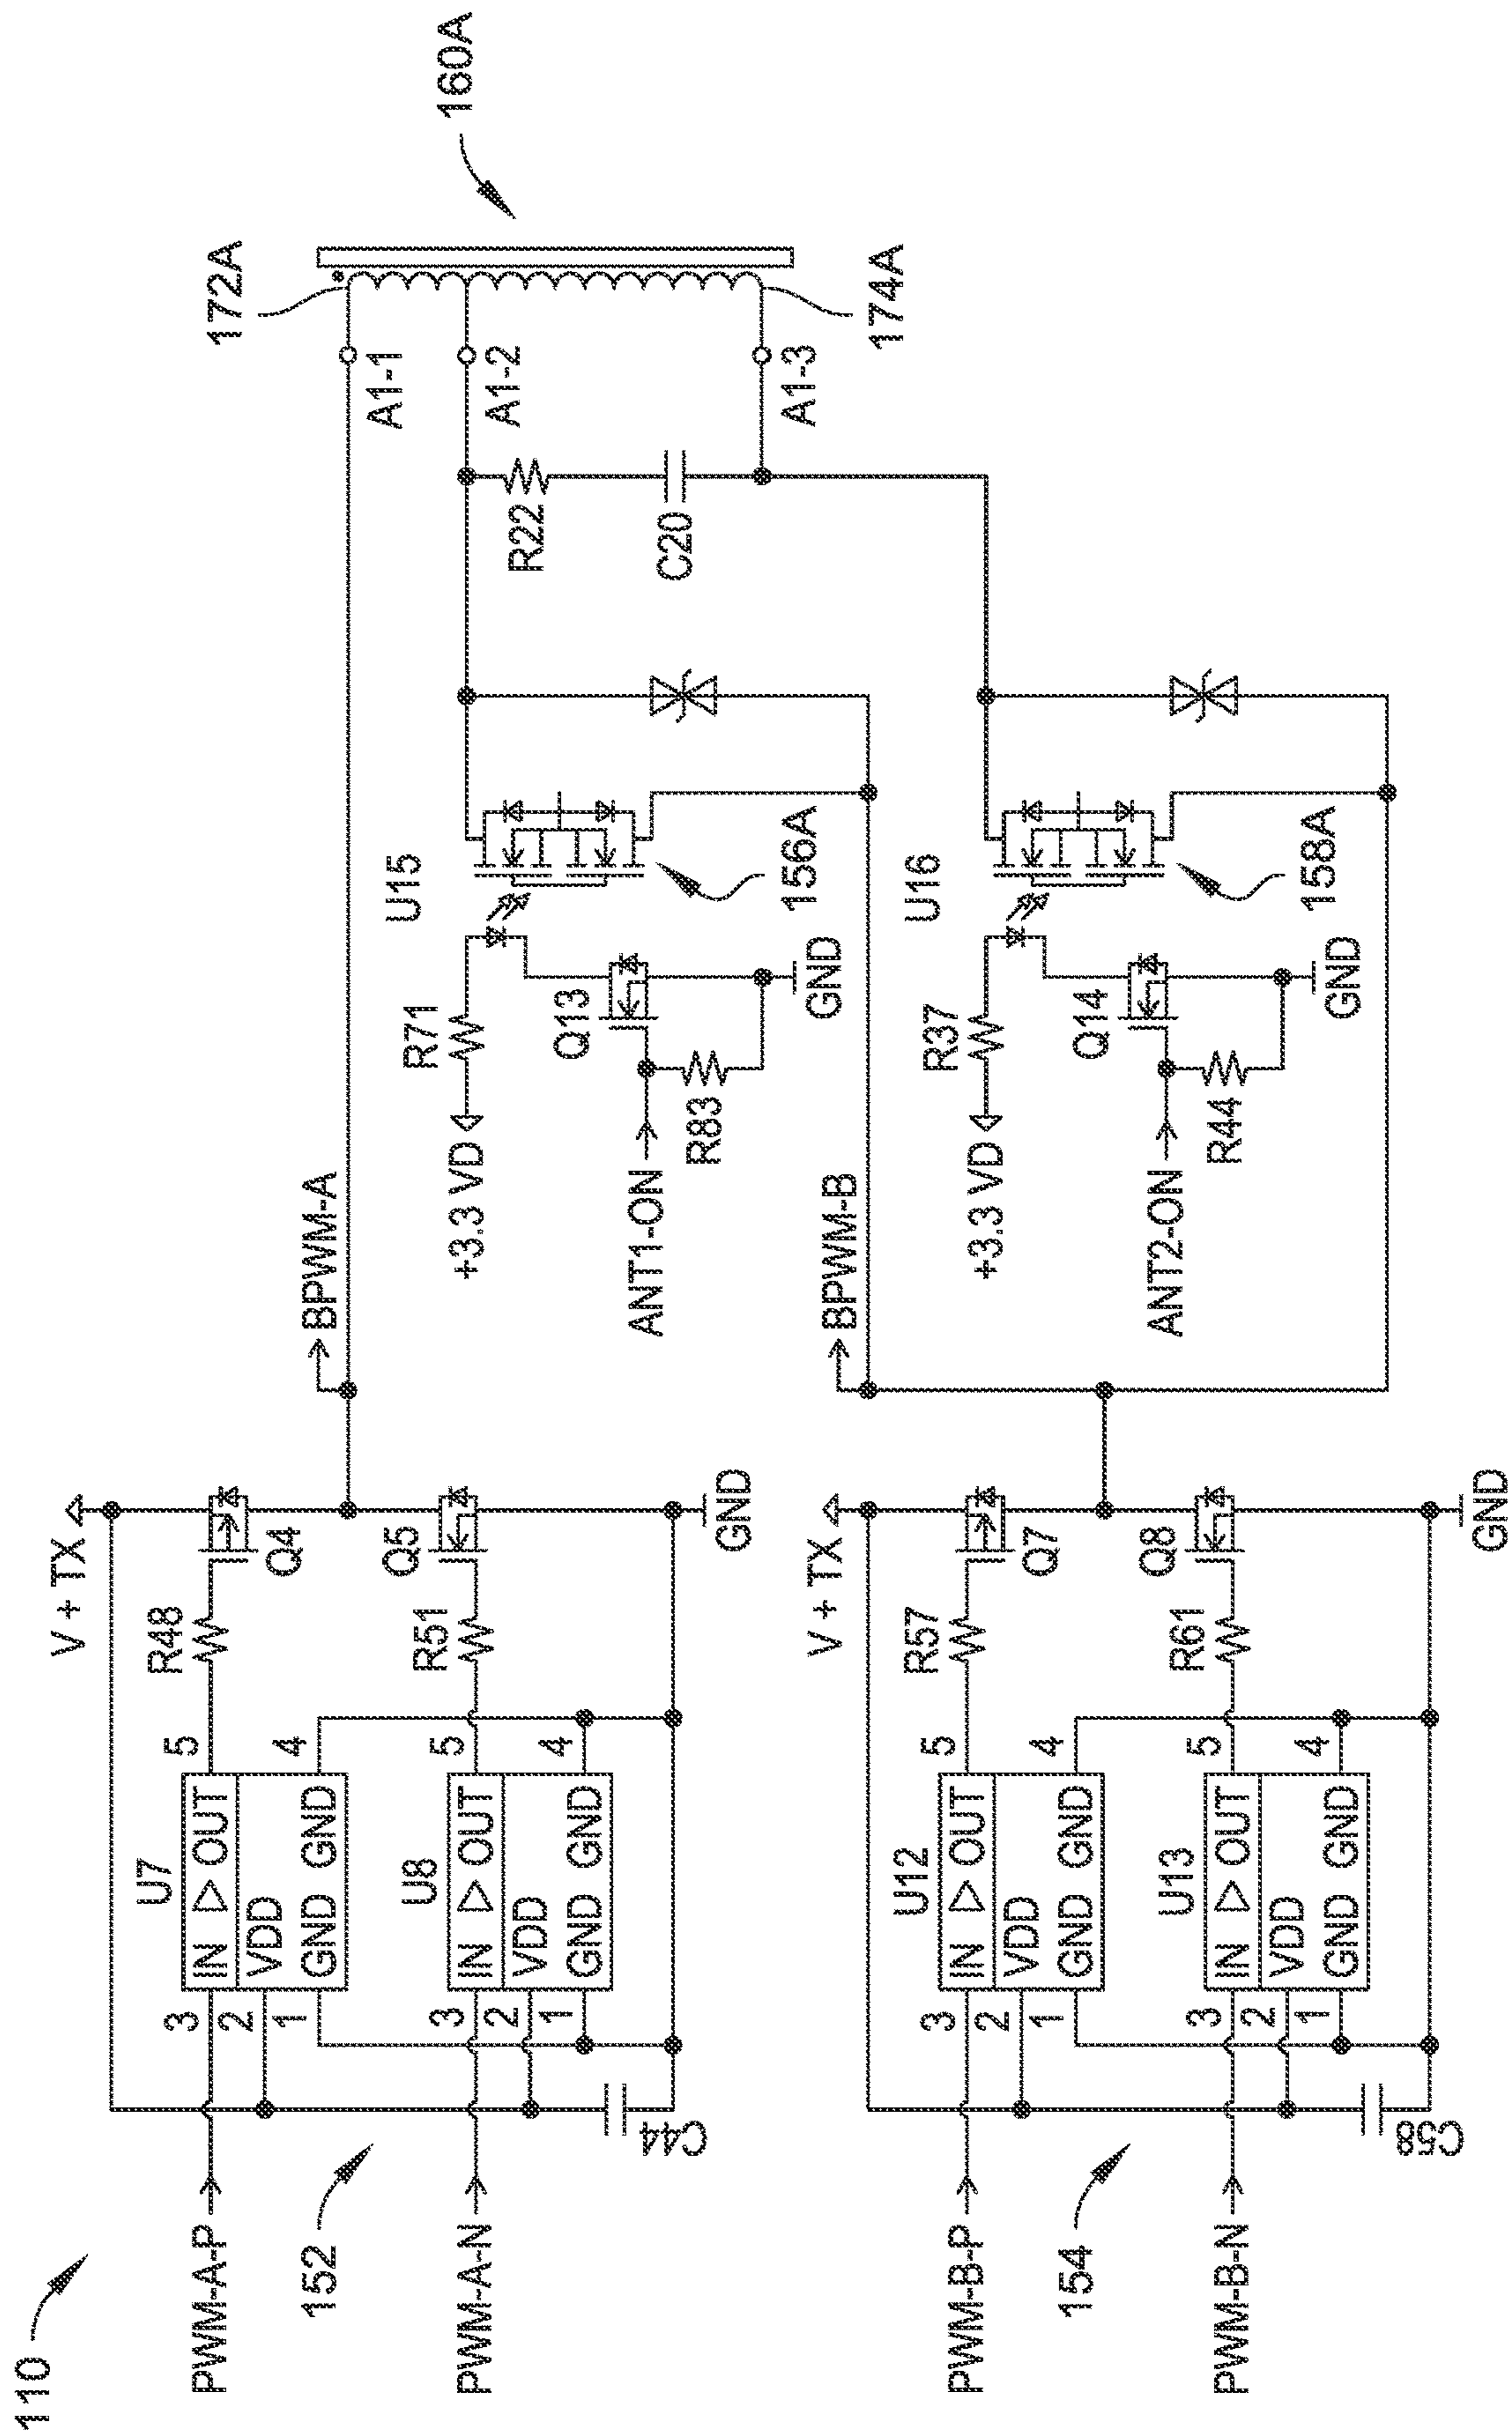 110
PWM-A-P
PWM-A-N
152
U7
3
IN
OUT
5
2
VDD
1
GND
GND
4
U8
3
IN
OUT
5
2
VDD
1
GND
GND
4
C44
V + TX
R48
Q4
R51
Q5
GND
BPWM-A
PWM-B-P
PWM-B-N
154
U12
3
IN
OUT
5
2
VDD
1
GND
GND
4
U13
3
IN
OUT
5
2
VDD
1
GND
GND
4
C58
V + TX
R57
Q7
R61
Q8
GND
BPWM-B
+3.3 VD
R71
U15
ANT1-ON
Q13
R83
GND
156A
+3.3 VD
R37
U16
ANT2-ON
Q14
R44
GND
158A
R22
C20
A1-1
A1-2
A1-3
172A
174A
160A